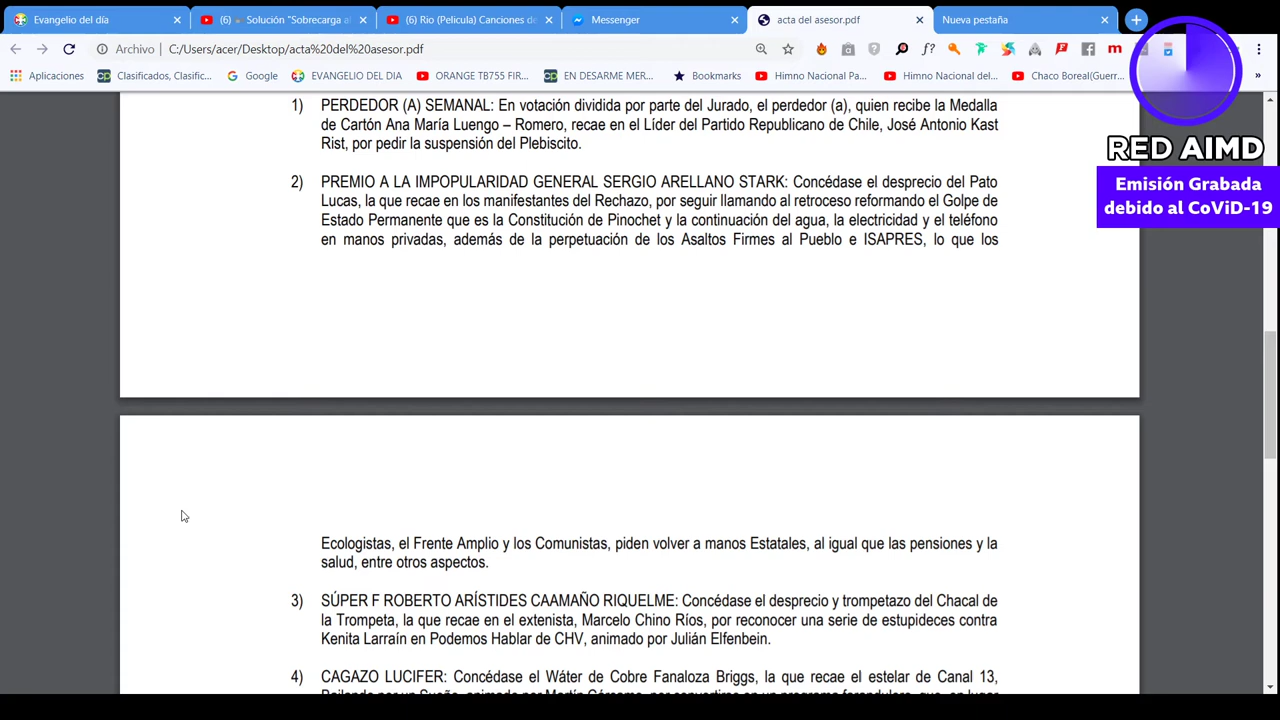 Evangelio del día
(6) Solución "Sobrecarga al
(6) Rio (Pelicula) Canciones de
Messenger
acta del asesor.pdf
Nueva pestaña
Archivo C:/Users/acer/Desktop/acta%20del%20asesor.pdf
Aplicaciones
Clasificados, Clasific...
Google
EVANGELIO DEL DIA
ORANGE TB755 FIR...
EN DESARME MER...
Bookmarks
Himno Nacional Pa...
Himno Nacional del...
Chaco Boreal(Guerr...
RED AIMD
Emisión Grabada
debido al CoViD-19
1) PERDEDOR (A) SEMANAL: En votación dividida por parte del Jurado, el perdedor (a), quien recibe la Medalla
de Cartón Ana María Luengo – Romero, recae en el Líder del Partido Republicano de Chile, José Antonio Kast
Rist, por pedir la suspensión del Plebiscito.
2) PREMIO A LA IMPOPULARIDAD GENERAL SERGIO ARELLANO STARK: Concédase el desprecio del Pato
Lucas, la que recae en los manifestantes del Rechazo, por seguir llamando al retroceso reformando el Golpe de
Estado Permanente que es la Constitución de Pinochet y la continuación del agua, la electricidad y el teléfono
en manos privadas, además de la perpetuación de los Asaltos Firmes al Pueblo e ISAPRES, lo que los
Ecologistas, el Frente Amplio y los Comunistas, piden volver a manos Estatales, al igual que las pensiones y la
salud, entre otros aspectos.
3) SÚPER F ROBERTO ARÍSTIDES CAAMAÑO RIQUELME: Concédase el desprecio y trompetazo del Chacal de
la Trompeta, la que recae en el extenista, Marcelo Chino Ríos, por reconocer una serie de estupideces contra
Kenita Larraín en Podemos Hablar de CHV, animado por Julián Elfenbein.
4) CAGAZO LUCIFER: Concédase el Wáter de Cobre Fanaloza Briggs, la que recae el estelar de Canal 13,